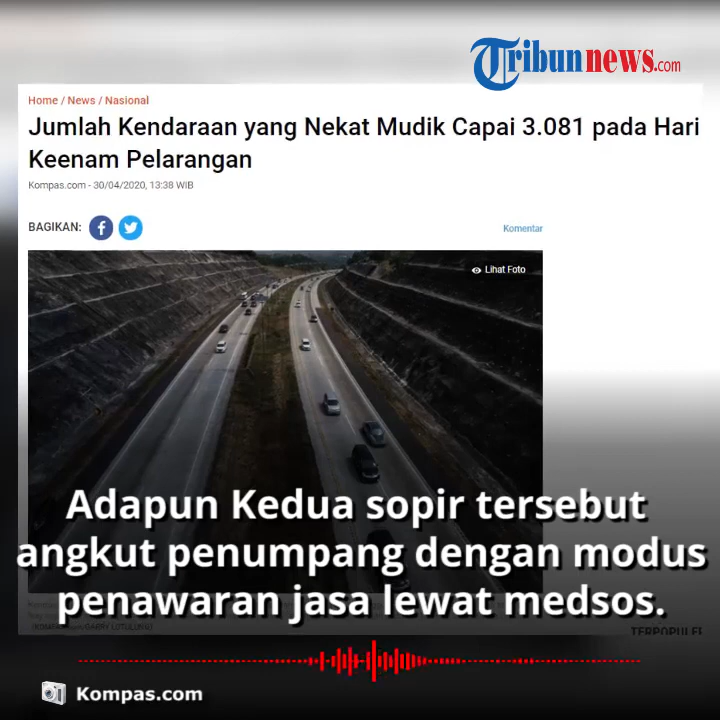 Tribunnews.com
Home / News / Nasional
Jumlah Kendaraan yang Nekat Mudik Capai 3.081 pada Hari
Keenam Pelarangan
Kompas.com - 30/04/2020, 13:38 WIB
BAGIKAN:
Komentar
Lihat Foto
Adapun Kedua sopir tersebut
angkut penumpang dengan modus
penawaran jasa lewat medsos.
Kompas.com